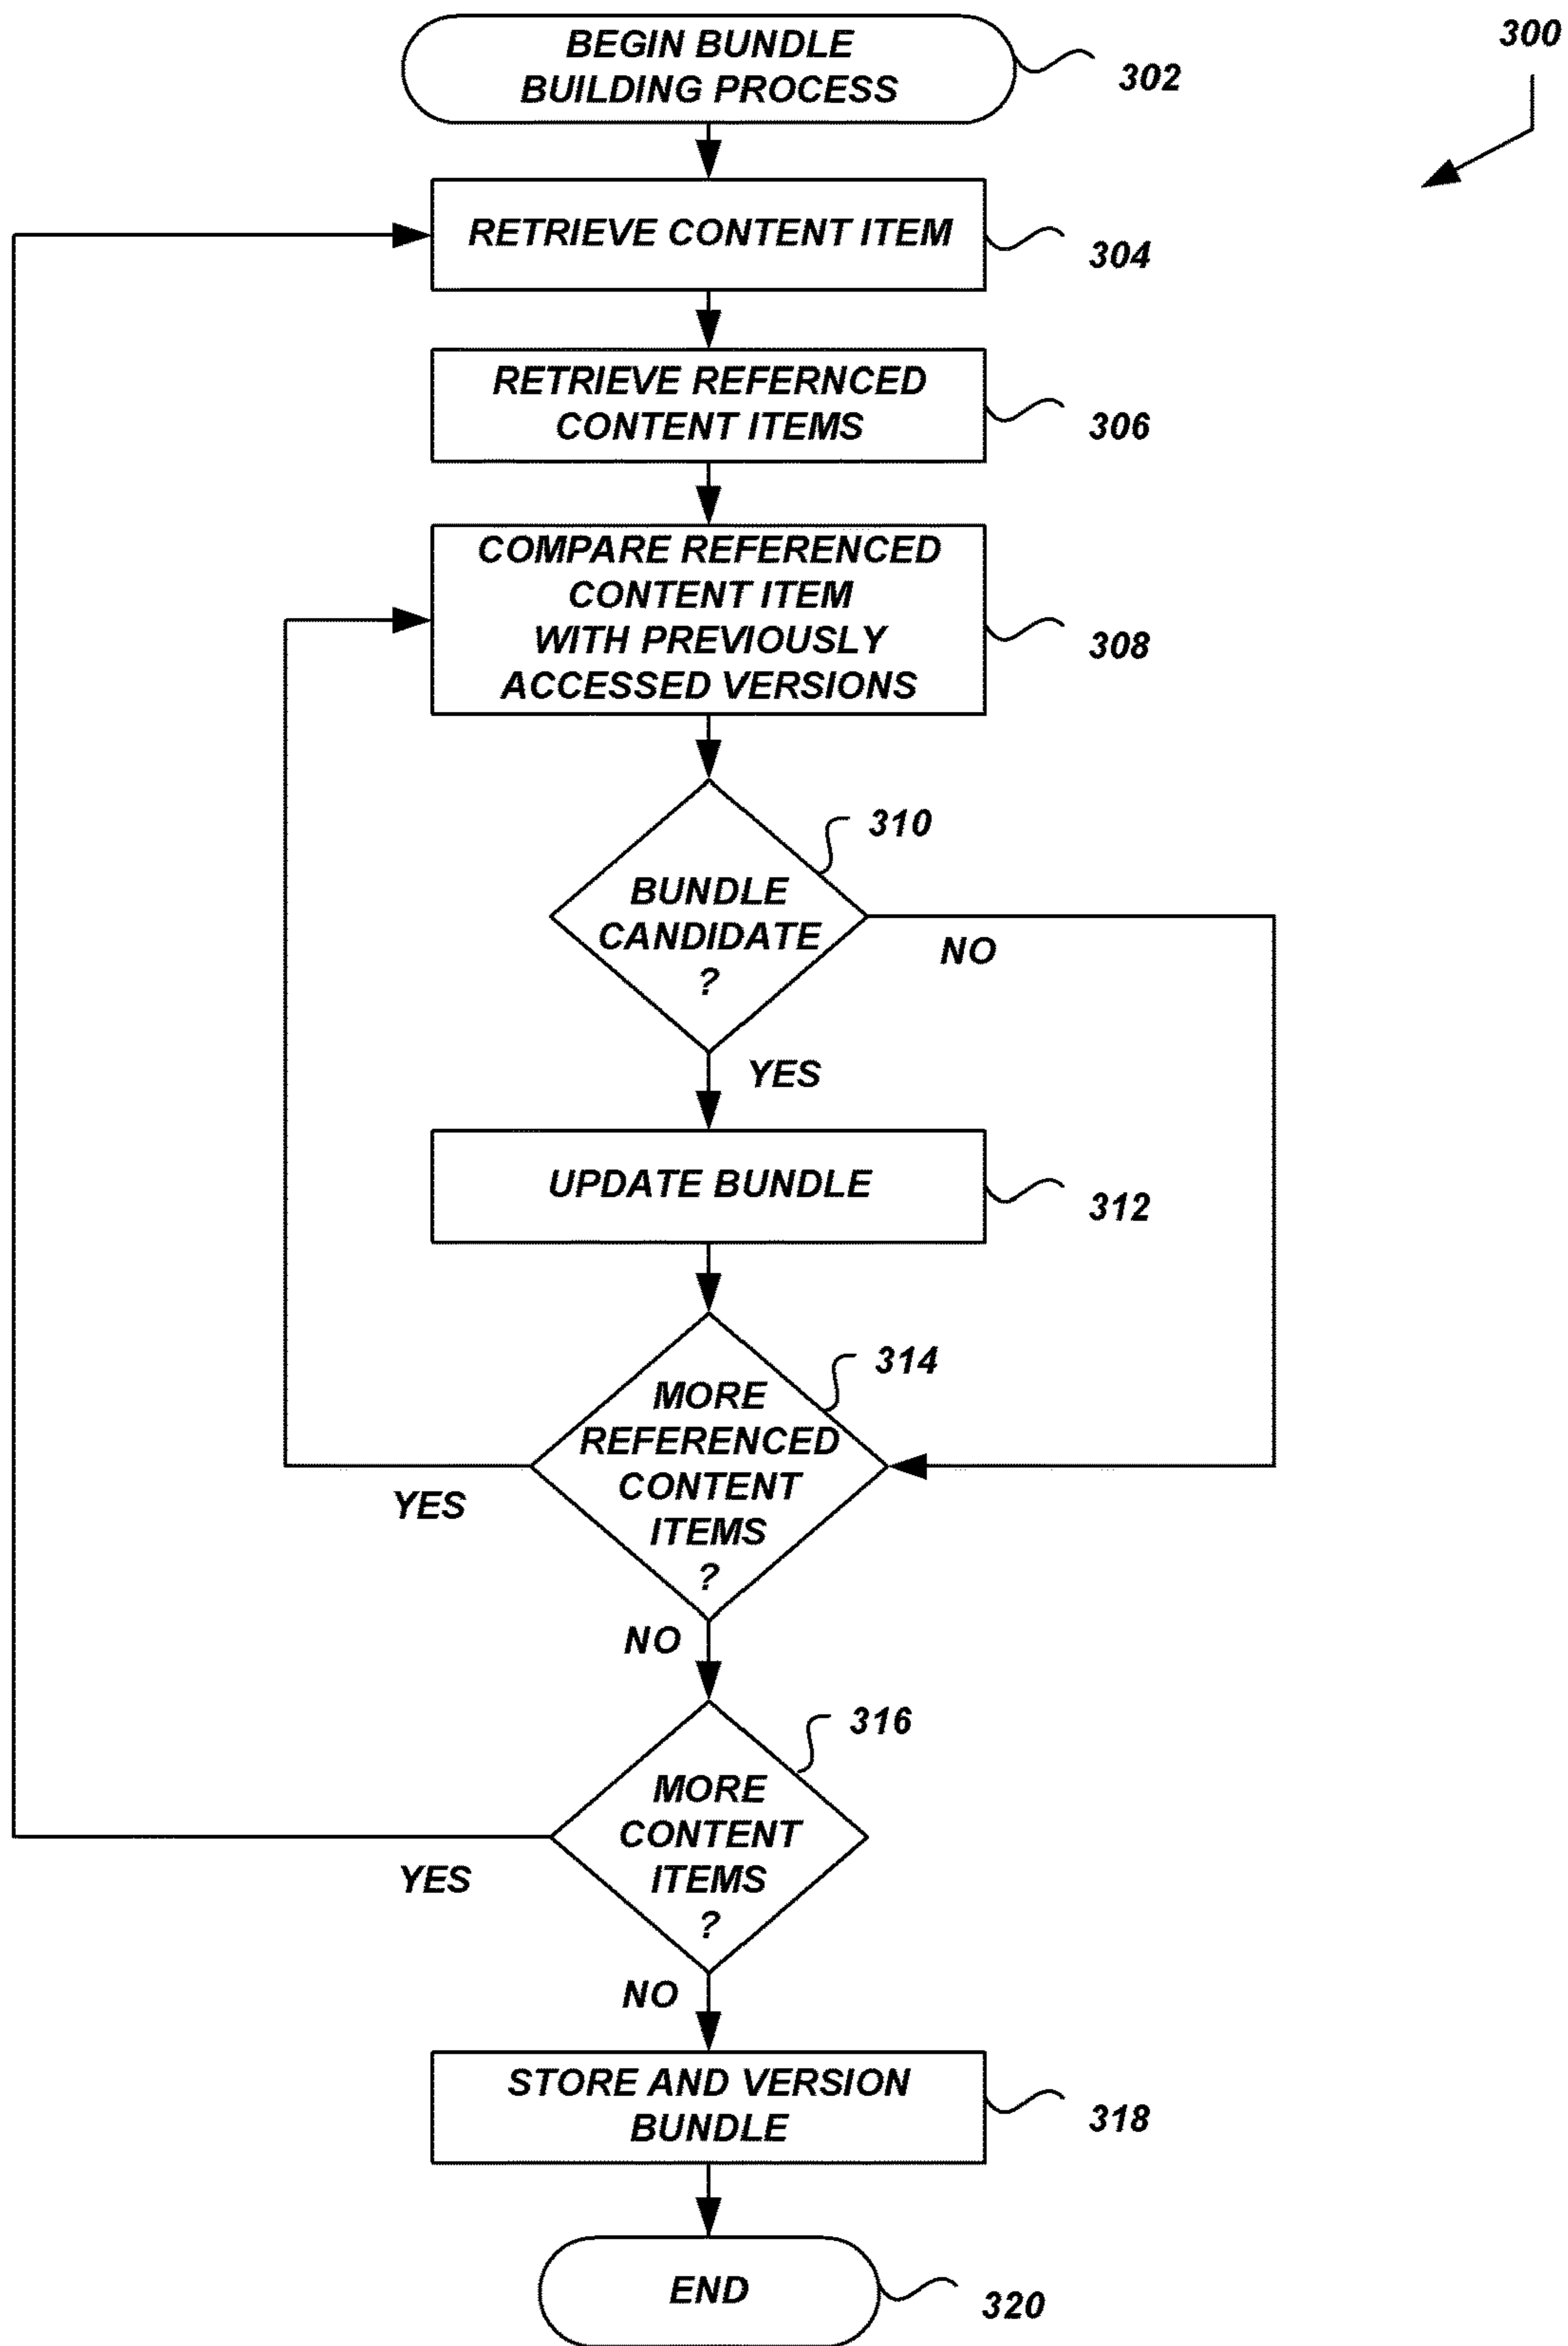 BEGIN BUNDLE
BUILDING PROCESS
302
300
RETRIEVE CONTENT ITEM
304
RETRIEVE REFERNCED
CONTENT ITEMS
306
COMPARE REFERENCED
CONTENT ITEM
WITH PREVIOUSLY
ACCESSED VERSIONS
308
310
BUNDLE
CANDIDATE
?
NO
YES
UPDATE BUNDLE
312
314
MORE
REFERENCED
CONTENT
ITEMS
?
YES
NO
316
MORE
CONTENT
ITEMS
?
YES
NO
STORE AND VERSION
BUNDLE
318
END
320